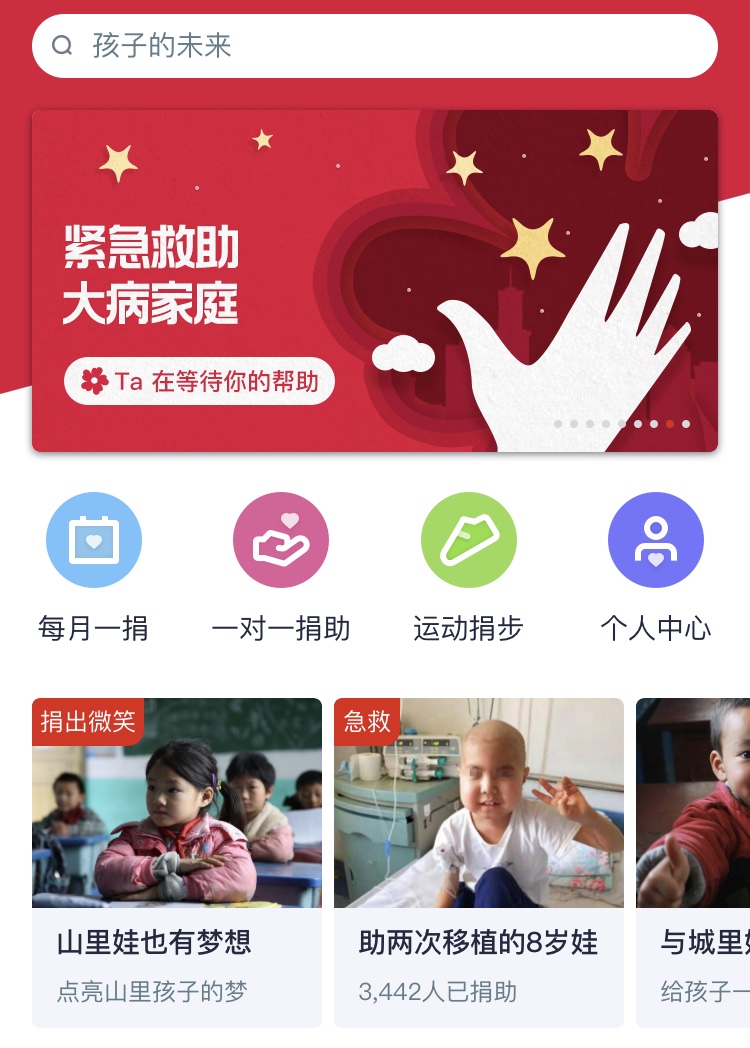 孩子的未来
紧急救助
大病家庭
Ta 在等待你的帮助
每月一捐
一对一捐助
运动捐步
个人中心
捐出微笑
急救
山里娃也有梦想
助两次移植的8岁娃
与城里
点亮山里孩子的梦
3,442人已捐助
给孩子一